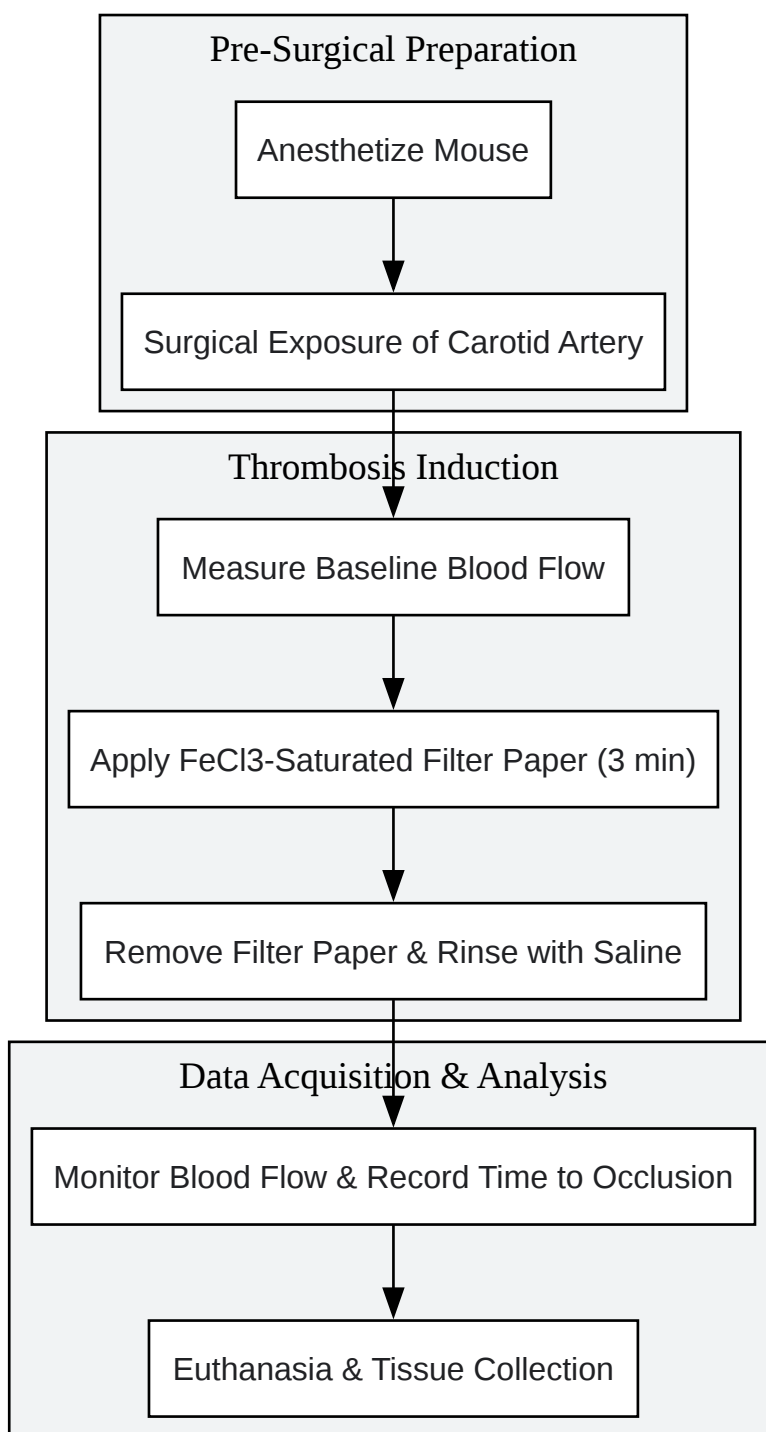 Pre-Surgical Preparation
Anesthetize Mouse
Surgical Exposure of Carotid Artery
Thrombosis Induction
Measure Baseline Blood Flow
Apply FeCl3-Saturated Filter Paper (3 min)
Remove Filter Paper & Rinse with Saline
Data Acquisition & Analysis
Monitor Blood Flow & Record Time to Occlusion
Euthanasia & Tissue Collection